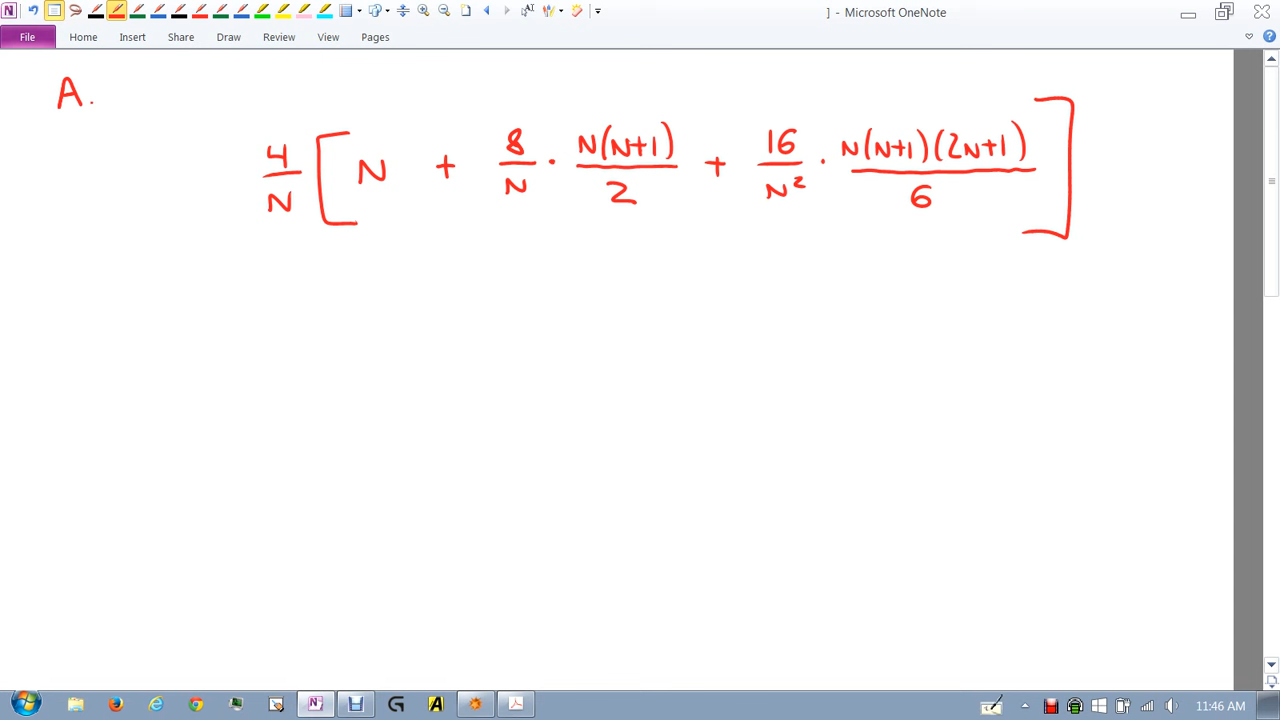 ] - Microsoft OneNote
File Home Insert Share Draw Review View Pages
A.
4/N [ N + 8/N · N(N+1)/2 + 16/N² · N(N+1)(2N+1)/6 ]
11:46 AM